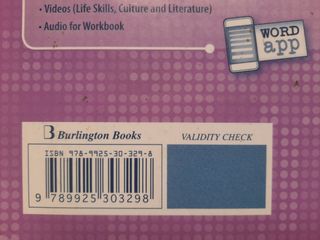 • Videos (Life Skills, Culture and Literature)
• Audio for Workbook
WORD
app
B Burlington Books
VALIDITY CHECK
ISBN 978-9925-30-329-8
9 789925 303298